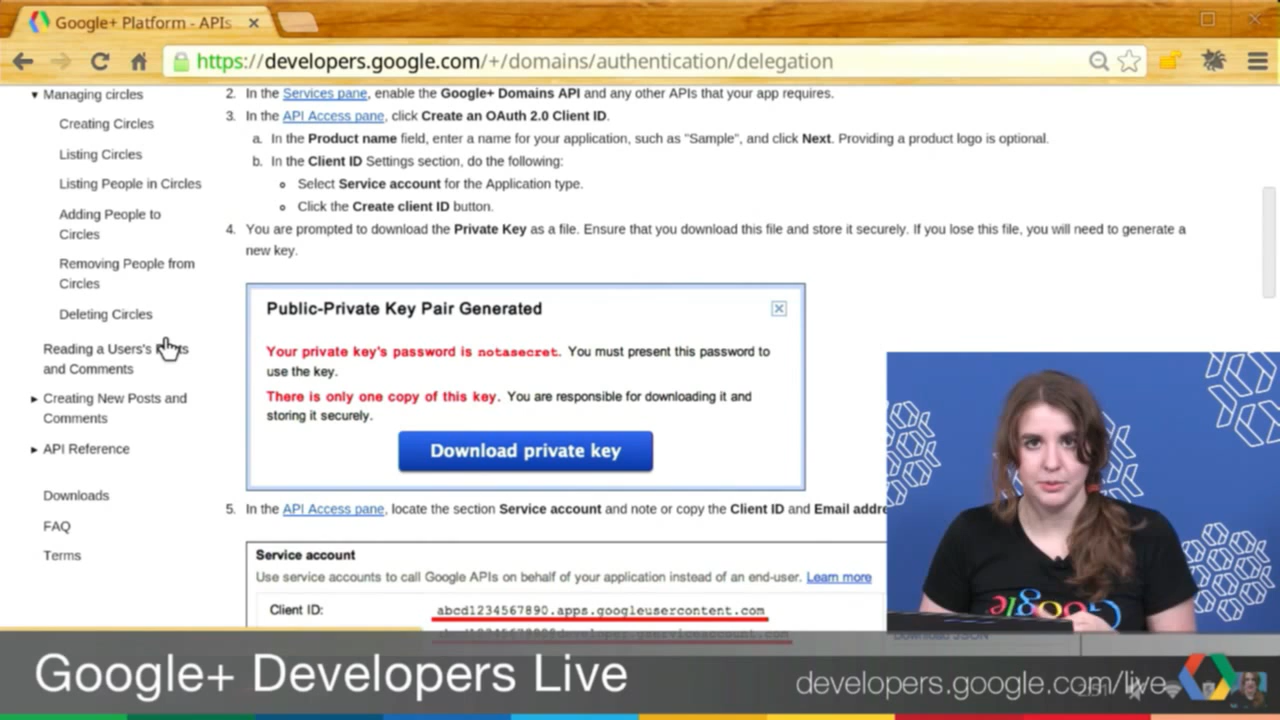 Google+ Platform - APIs
https://developers.google.com/+/domains/authentication/delegation
Managing circles
Creating Circles
Listing Circles
Listing People in Circles
Adding People to
Circles
Removing People from
Circles
Deleting Circles
Reading a Users's
and Comments
Creating New Posts and
Comments
API Reference
Downloads
FAQ
Terms
2. In the Services pane, enable the Google+ Domains API and any other APIs that your app requires.
3. In the API Access pane, click Create an OAuth 2.0 Client ID.
a. In the Product name field, enter a name for your application, such as "Sample", and click Next. Providing a product logo is optional.
b. In the Client ID Settings section, do the following:
Select Service account for the Application type.
Click the Create client ID button.
4. You are prompted to download the Private Key as a file. Ensure that you download this file and store it securely. If you lose this file, you will need to generate a
new key.
Public-Private Key Pair Generated
Your private key's password is notasecret. You must present this password to
use the key.
There is only one copy of this key. You are responsible for downloading it and
storing it securely.
Download private key
5. In the API Access pane, locate the section Service account and note or copy the Client ID and Email addre
Service account
Use service accounts to call Google APIs on behalf of your application instead of an end-user. Learn more
Client ID:
abcd1234567890.apps.googleusercontent.com
abcd1234567890@developer.gserviceaccount.com
Download JSON
Google
Google+ Developers Live
developers.google.com/live